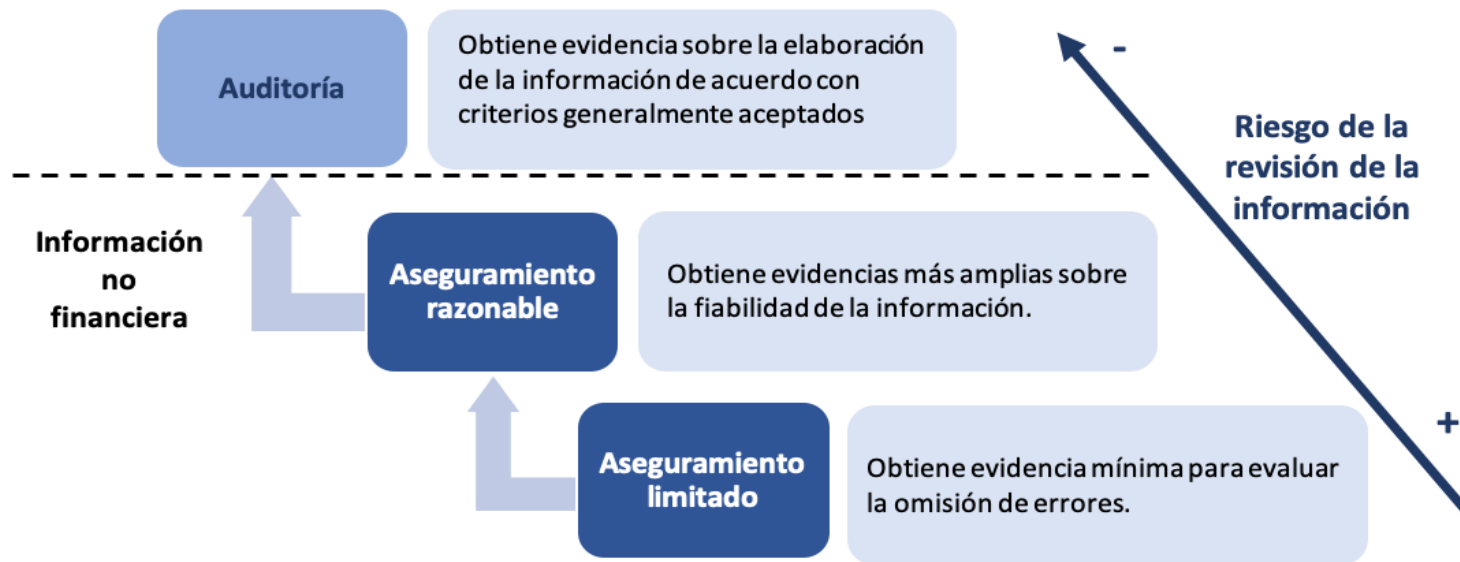 Auditoría
Obtiene evidencia sobre la elaboración
de la información de acuerdo con
criterios generalmente aceptados
-
Riesgo de la
revisión de la
información
Información
no
financiera
Aseguramiento
razonable
Obtiene evidencias más amplias sobre
la fiabilidad de la información.
+
Aseguramiento
limitado
Obtiene evidencia mínima para evaluar
la omisión de errores.